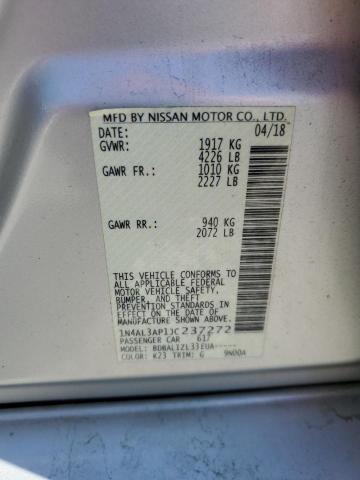 MFD BY NISSAN MOTOR CO., LTD.
DATE: 04/18
GVWR: 1917 KG
4226 LB
GAWR FR.: 1010 KG
2227 LB
GAWR RR.: 940 KG
2072 LB
THIS VEHICLE CONFORMS
TO ALL APPLICABLE FEDERAL
MOTOR VEHICLE SAFETY,
BUMPER, AND THEFT
PREVENTION STANDARDS IN
EFFECT ON THE DATE OF
MANUFACTURE SHOWN ABOVE.
1N4AL3AP1JC237272
PASSENGER CAR 617
MODEL:
COLOR: K23 TRIM: G